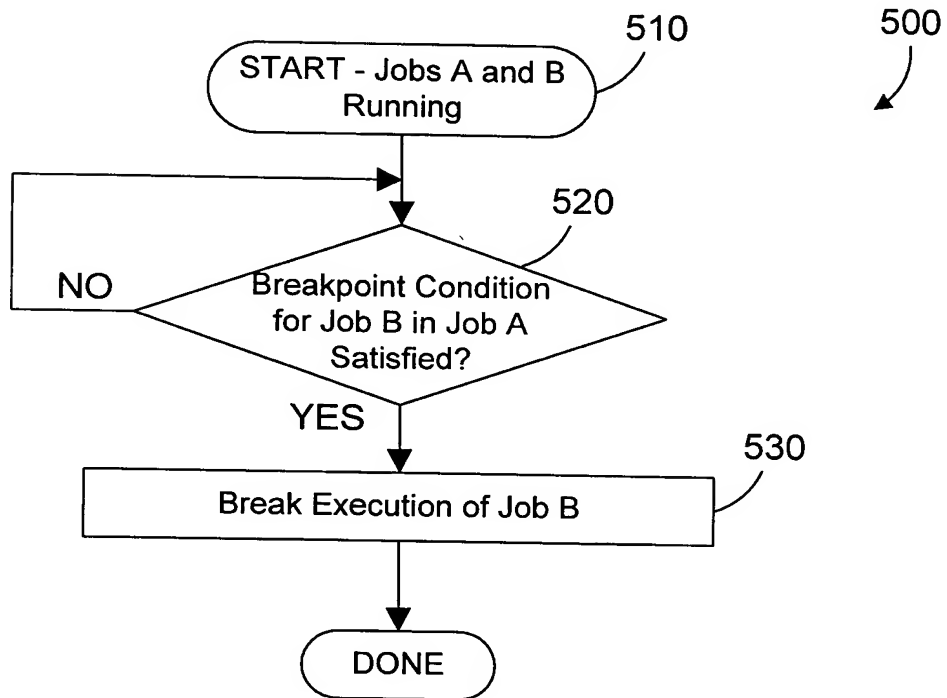 510
500
START - Jobs A and B
Running
520
NO
Breakpoint Condition
for Job B in Job A
Satisfied?
YES
530
Break Execution of Job B
DONE